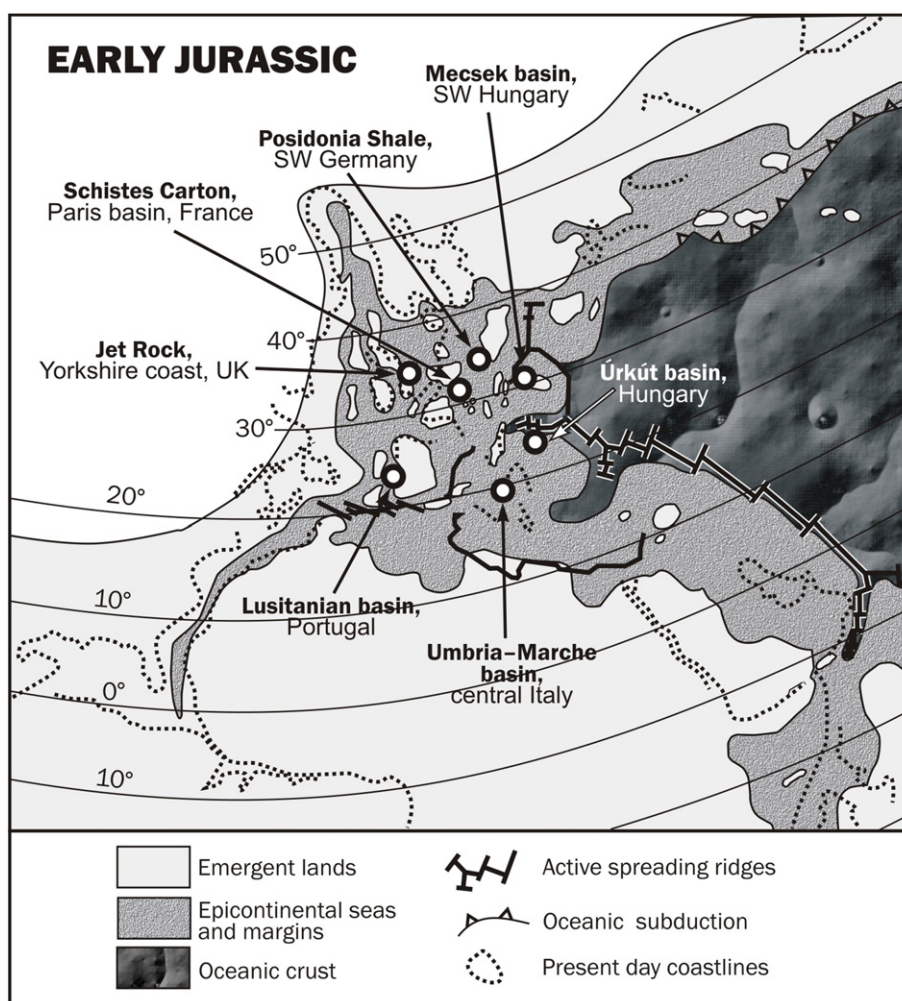 EARLY JURASSIC
Mecsek basin,
SW Hungary
Posidonia Shale,
SW Germany
Schistes Carton,
Paris basin, France
50°
40°
Jet Rock,
Yorkshire coast, UK
Úrkút basin,
Hungary
30°
20°
10°
Lusitanian basin,
Portugal
Umbria–Marche
basin,
central Italy
0°
10°
Emergent lands
Epicontinental seas
and margins
Oceanic crust
Active spreading ridges
Oceanic subduction
Present day coastlines